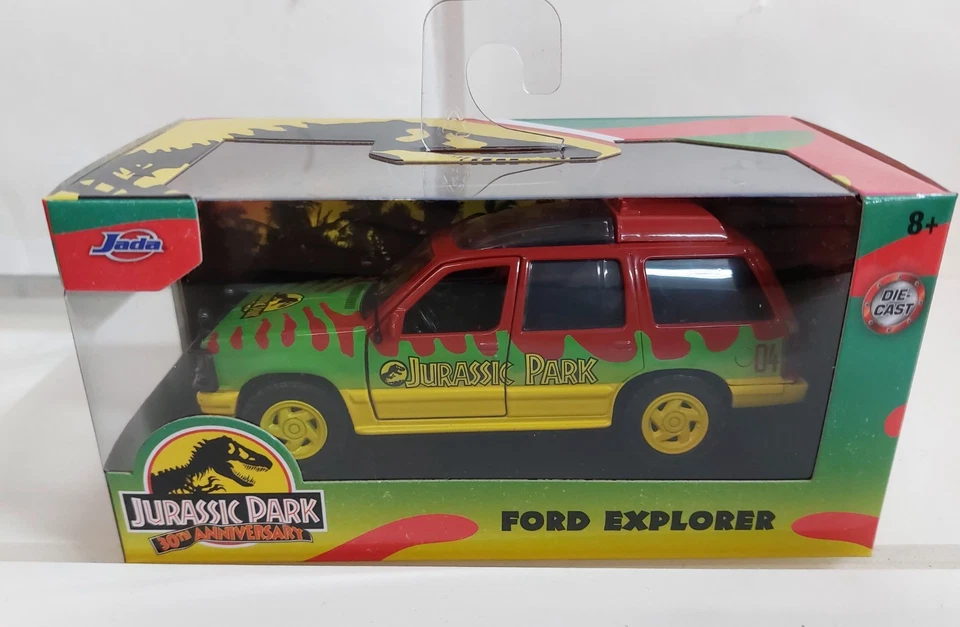 Jada
8+
DIE-
CAST
JURASSIC PARK
04
JURASSIC PARK
30TH ANNIVERSARY
FORD EXPLORER